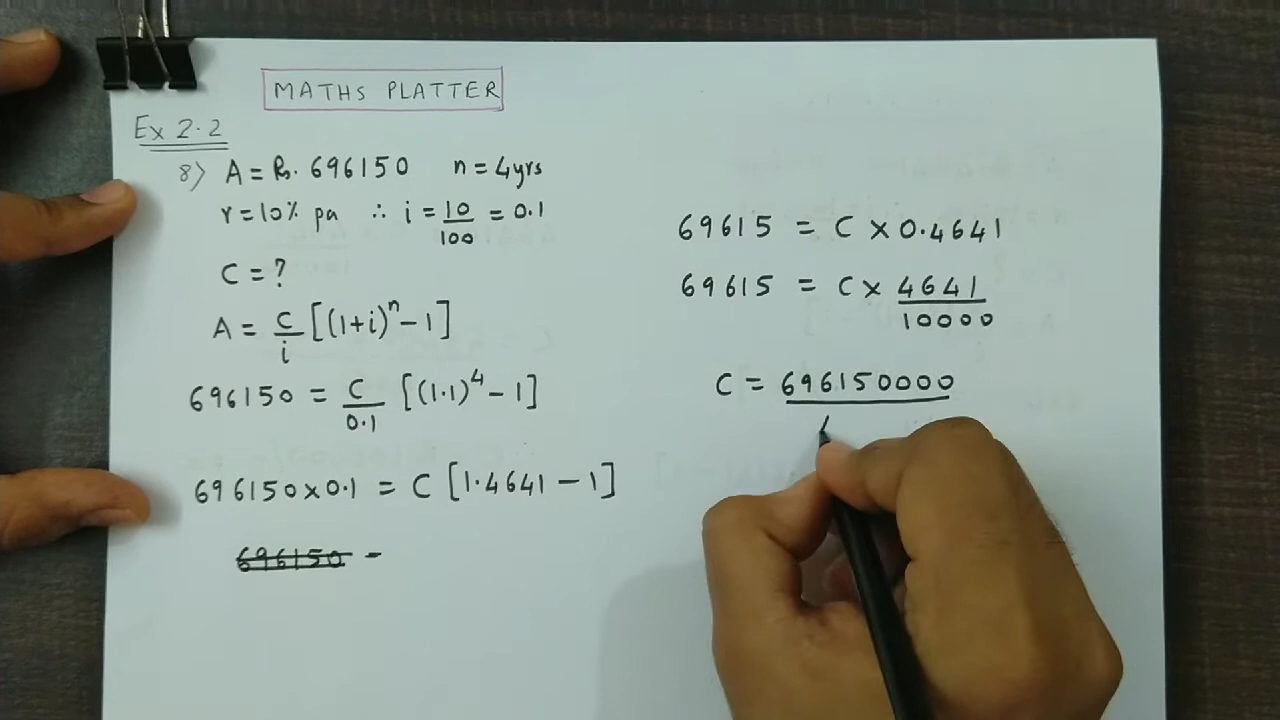 MATHS PLATTER
Ex 2.2
8) A = Rs. 696150 n = 4yrs
r = 10% pa ∴ i = 10/100 = 0.1
C = ?
A = C/i [(1+i)^n - 1]
696150 = C/0.1 [(1.1)^4 - 1]
696150 x 0.1 = C [1.4641 - 1]
696150 =
69615 = C x 0.4641
69615 = C x 4641/10000
C = 696150000